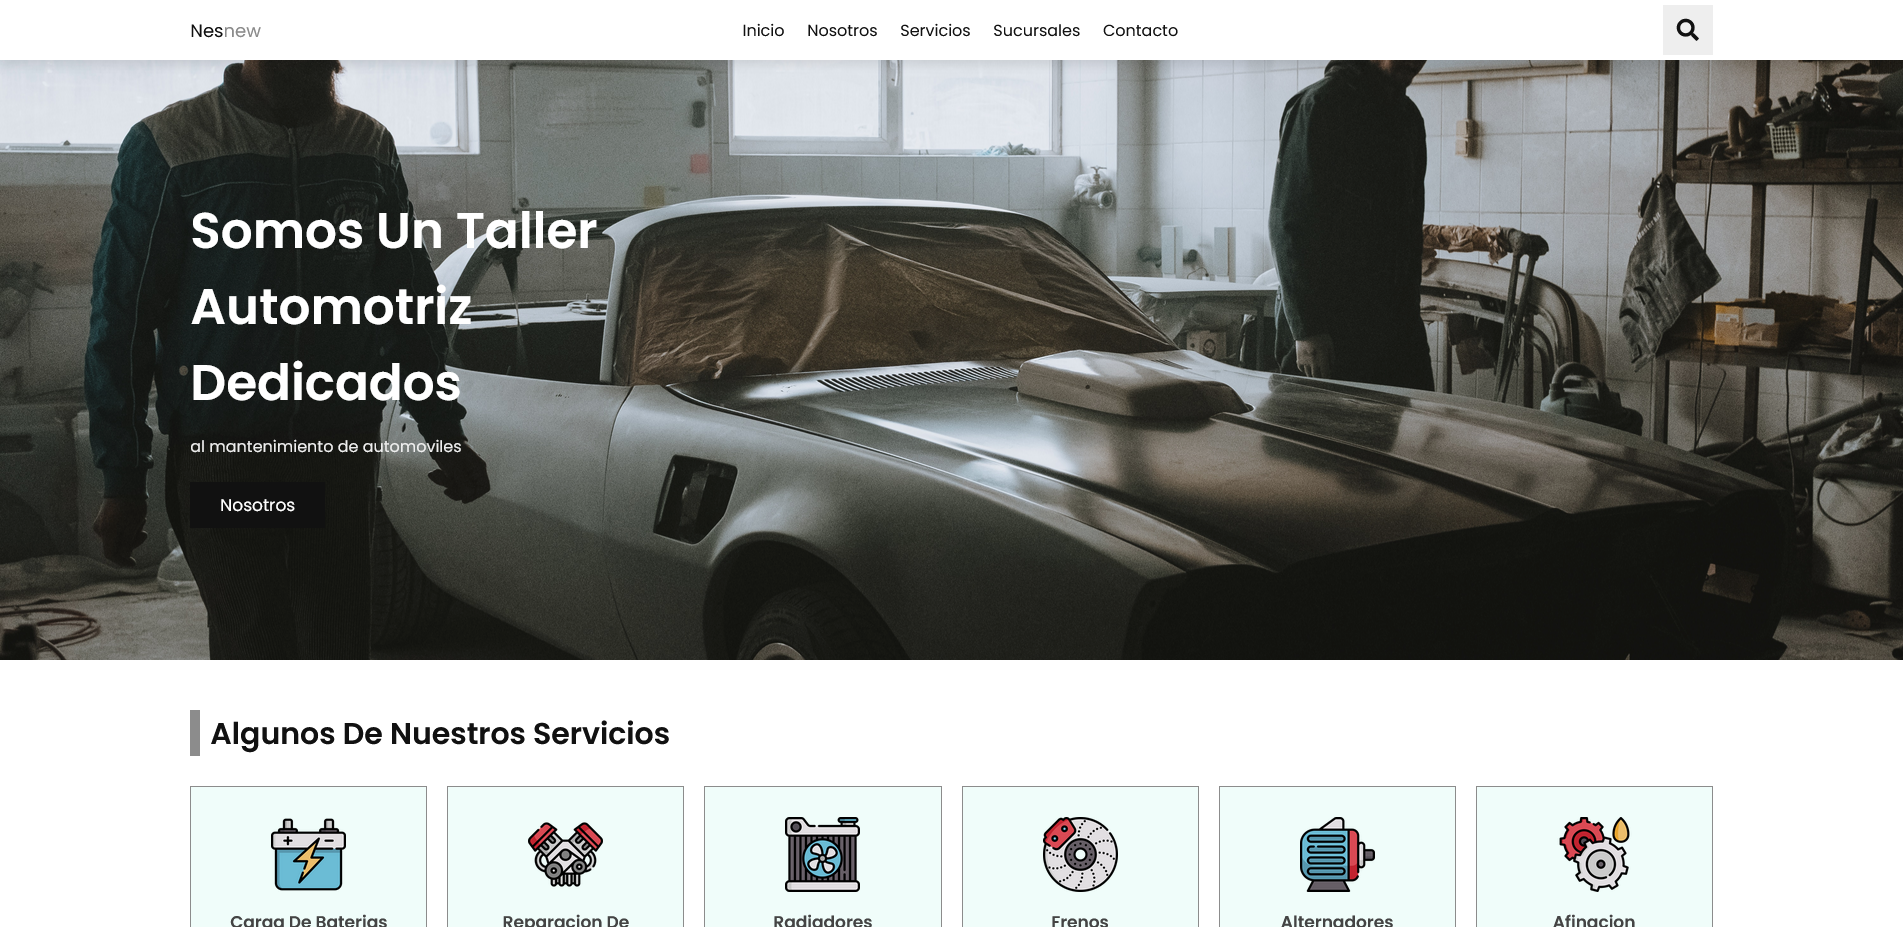 Nesnew
Inicio Nosotros Servicios Sucursales Contacto
Somos Un Taller
Automotriz
Dedicados
al mantenimiento de automoviles
Nosotros
Algunos De Nuestros Servicios
Carga De Baterias
Reparacion De
Radiadores
Frenos
Alternadores
Afinacion